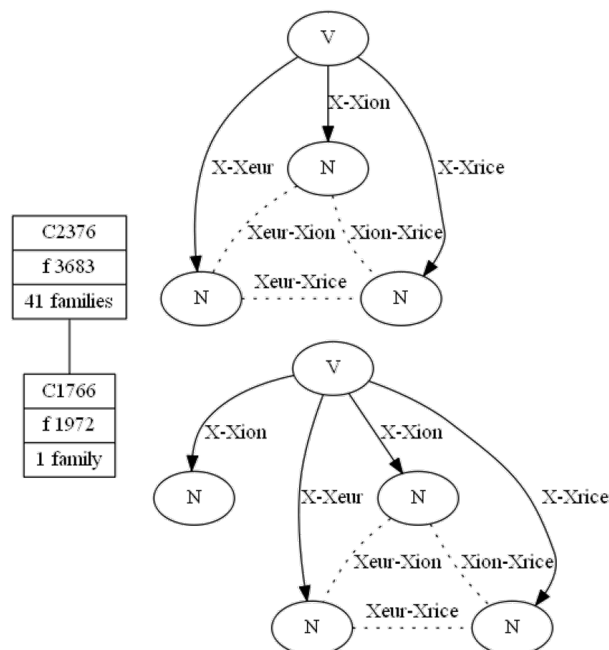 V
X-Xion
X-Xeur
N
X-Xrice
Xeur-Xion
Xion-Xrice
N
Xeur-Xrice
N
C2376
f 3683
41 families
V
C1766
f 1972
1 family
X-Xion
X-Xion
N
X-Xeur
N
X-Xrice
Xeur-Xion
Xion-Xrice
N
Xeur-Xrice
N